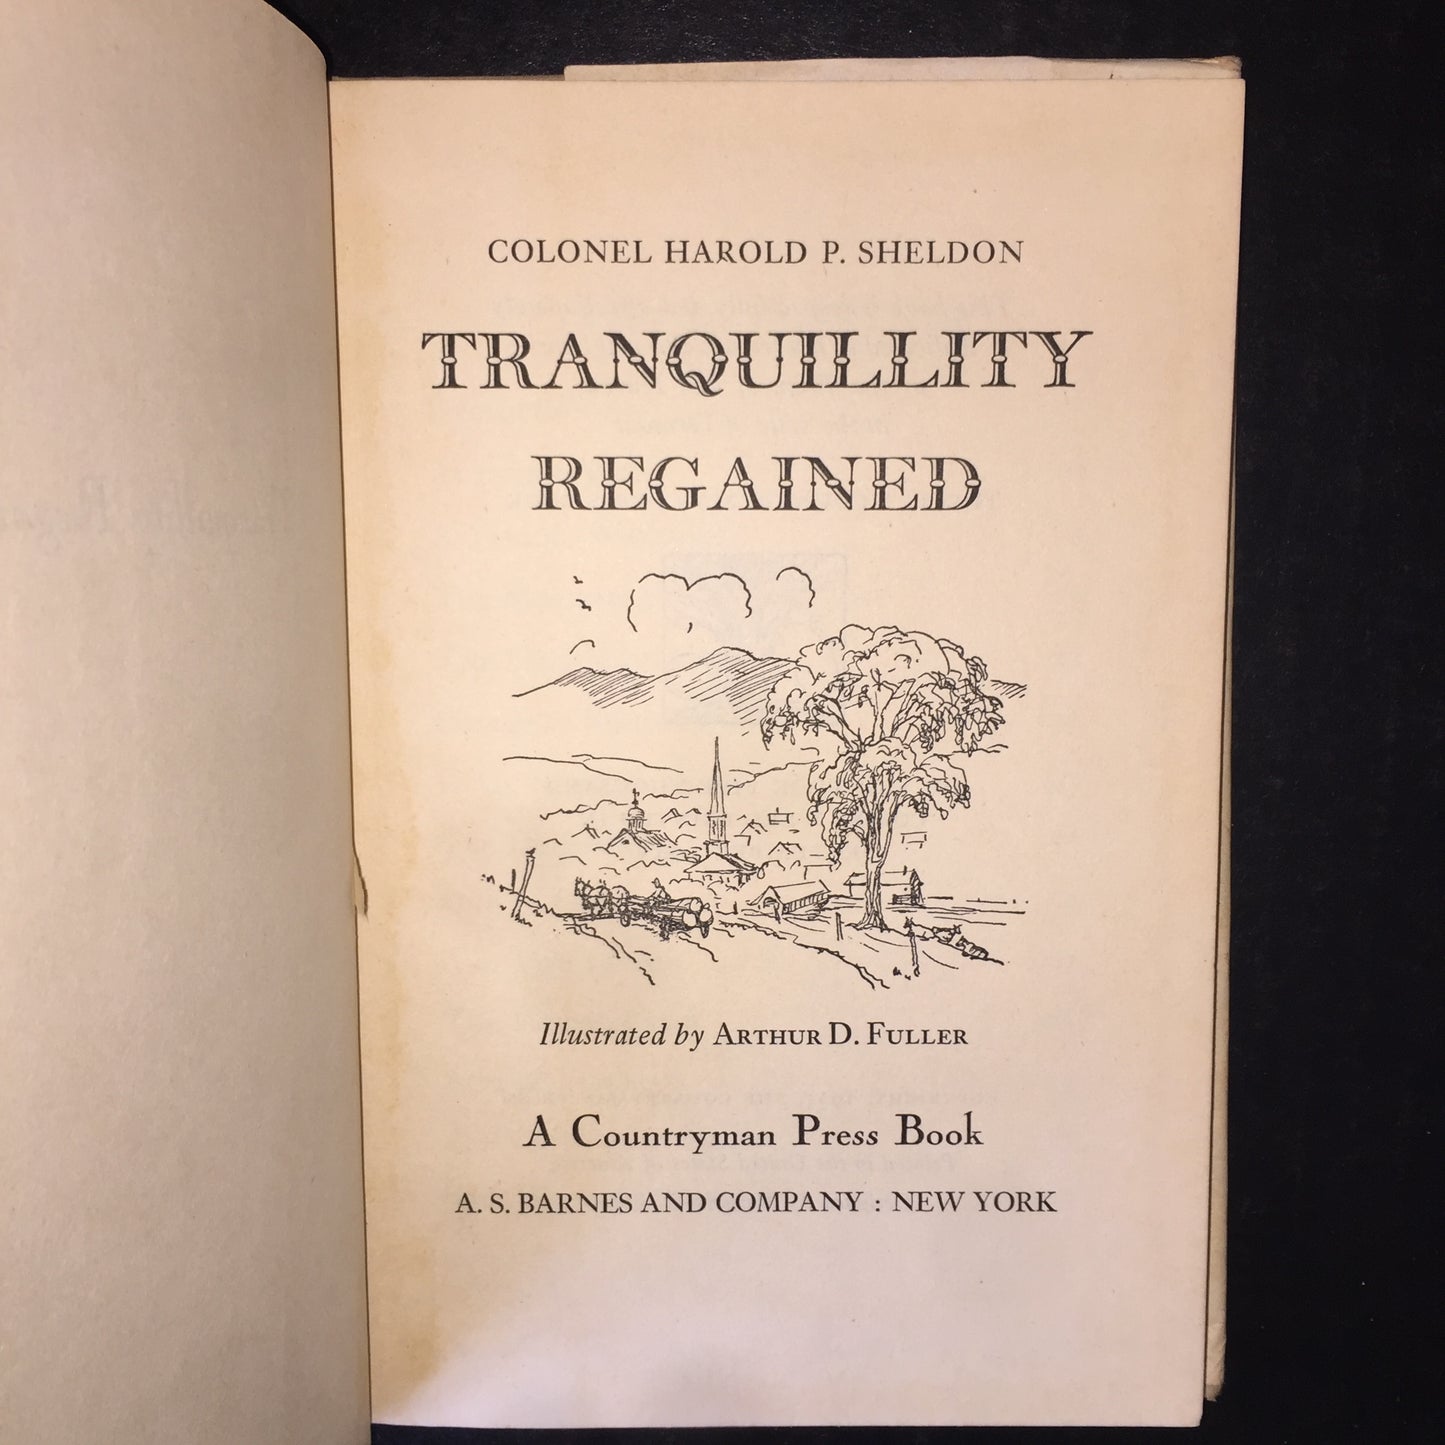 COLONEL HAROLD P. SHELDON
TRANQUILLITY
REGAINED
Illustrated by ARTHUR D. FULLER
A Countryman Press Book
A. S. BARNES AND COMPANY : NEW YORK